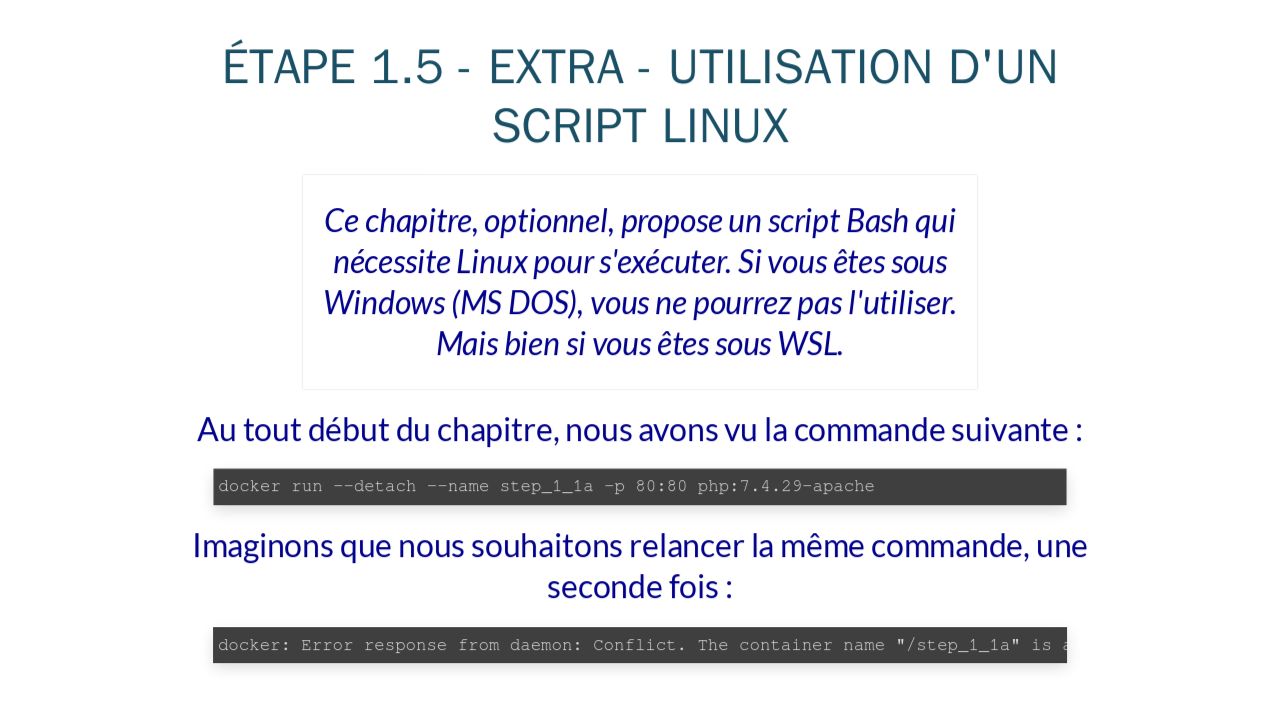 ÉTAPE 1.5 - EXTRA - UTILISATION D'UN
SCRIPT LINUX
Ce chapitre, optionnel, propose un script Bash qui
nécessite Linux pour s'exécuter. Si vous êtes sous
Windows (MS DOS), vous ne pourrez pas l'utiliser.
Mais bien si vous êtes sous WSL.
Au tout début du chapitre, nous avons vu la commande suivante :
docker run --detach --name step_1_1a -p 80:80 php:7.4.29-apache
Imaginons que nous souhaitons relancer la même commande, une
seconde fois :
docker: Error response from daemon: Conflict. The container name "/step_1_1a" is